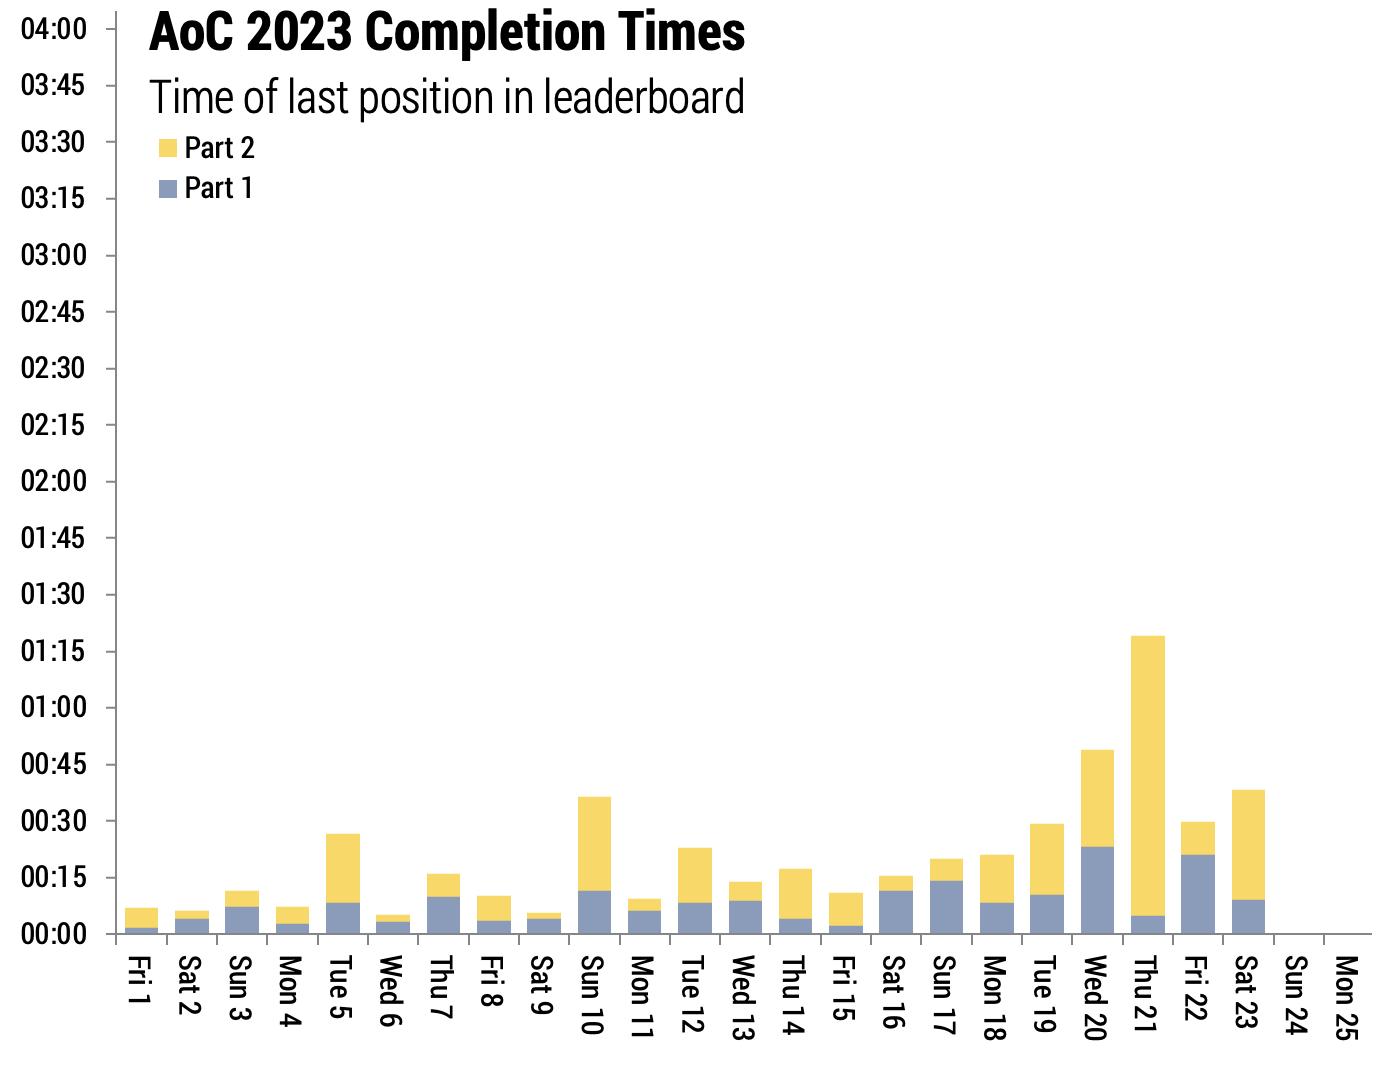 AoC 2023 Completion Times
Time of last position in leaderboard
Part 2
Part 1
04:00
03:45
03:30
03:15
03:00
02:45
02:30
02:15
02:00
01:45
01:30
01:15
01:00
00:45
00:30
00:15
00:00
Fri 1
Sat 2
Sun 3
Mon 4
Tue 5
Wed 6
Thu 7
Fri 8
Sat 9
Sun 10
Mon 11
Tue 12
Wed 13
Thu 14
Fri 15
Sat 16
Sun 17
Mon 18
Tue 19
Wed 20
Thu 21
Fri 22
Sat 23
Sun 24
Mon 25